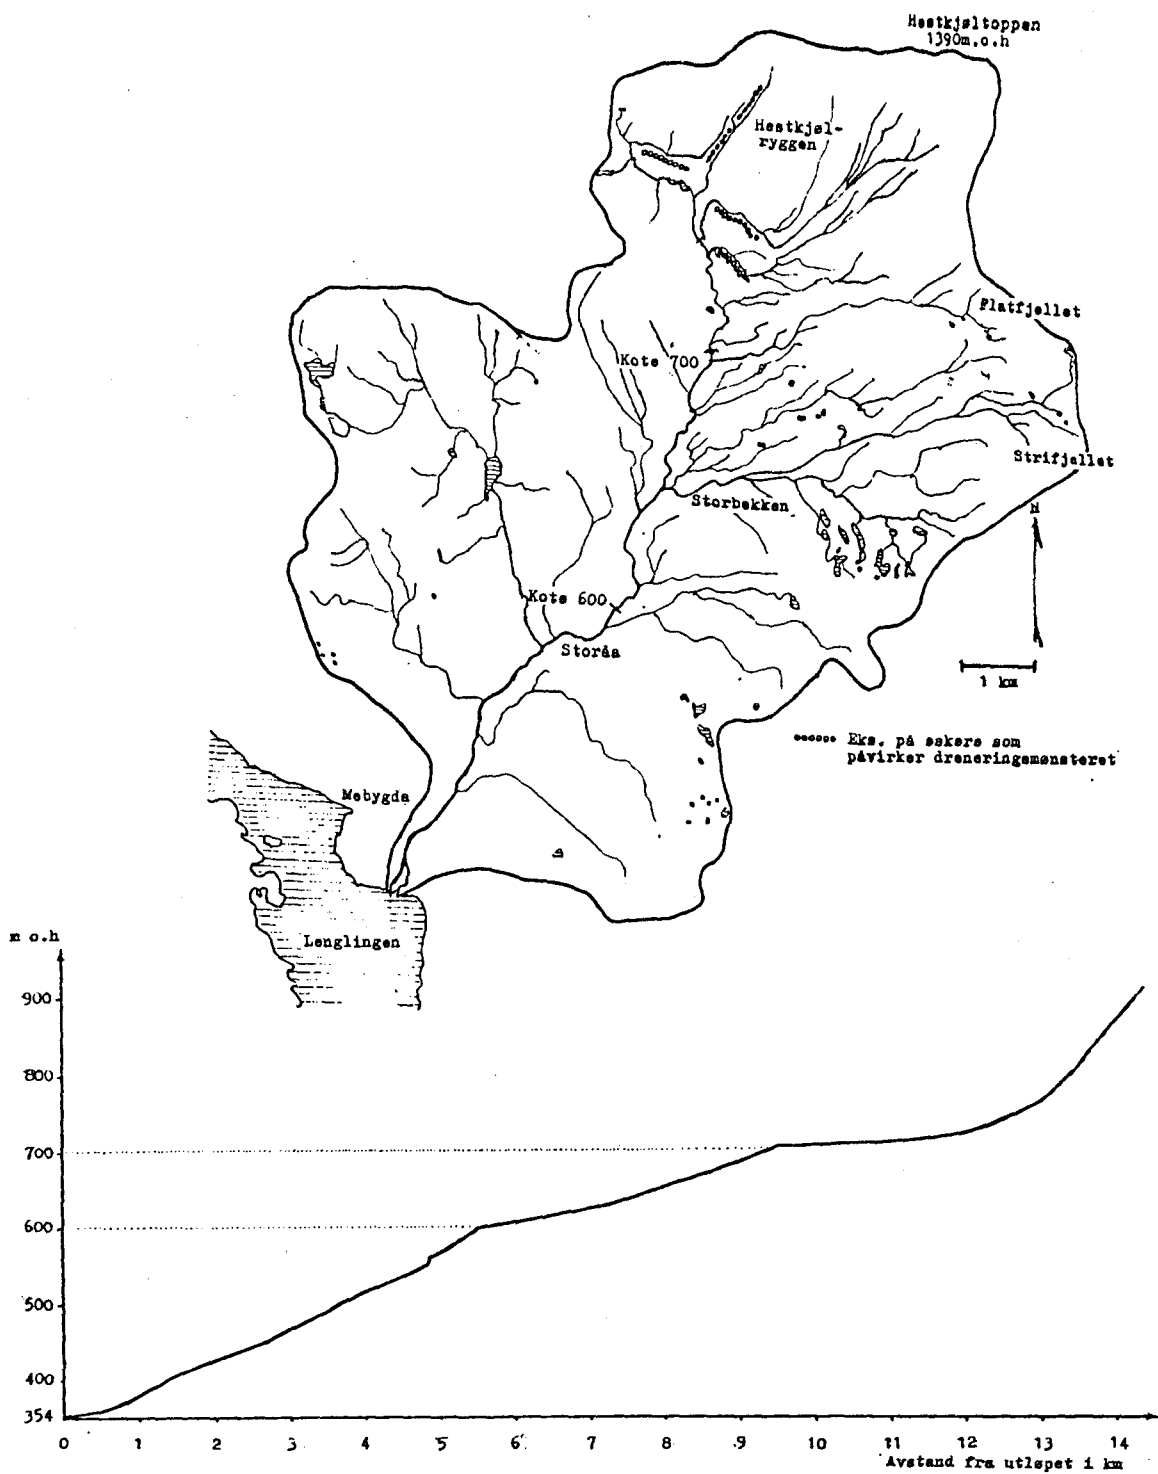 Hestkjøltoppen
1390m.o.h
Hestkjøl-
ryggen
Flatfjellet
Kote 700
Strifjellet
Storbekken
N
Kote 600
Storåa
1 km
Eks. på eskere som
påvirker dreneringsmønsteret
Mebygda
Lenglingen
m o.h
900
800
700
600
500
400
354
0 1 2 3 4 5 6 7 8 9 10 11 12 13 14
Avstand fra utløpet i km